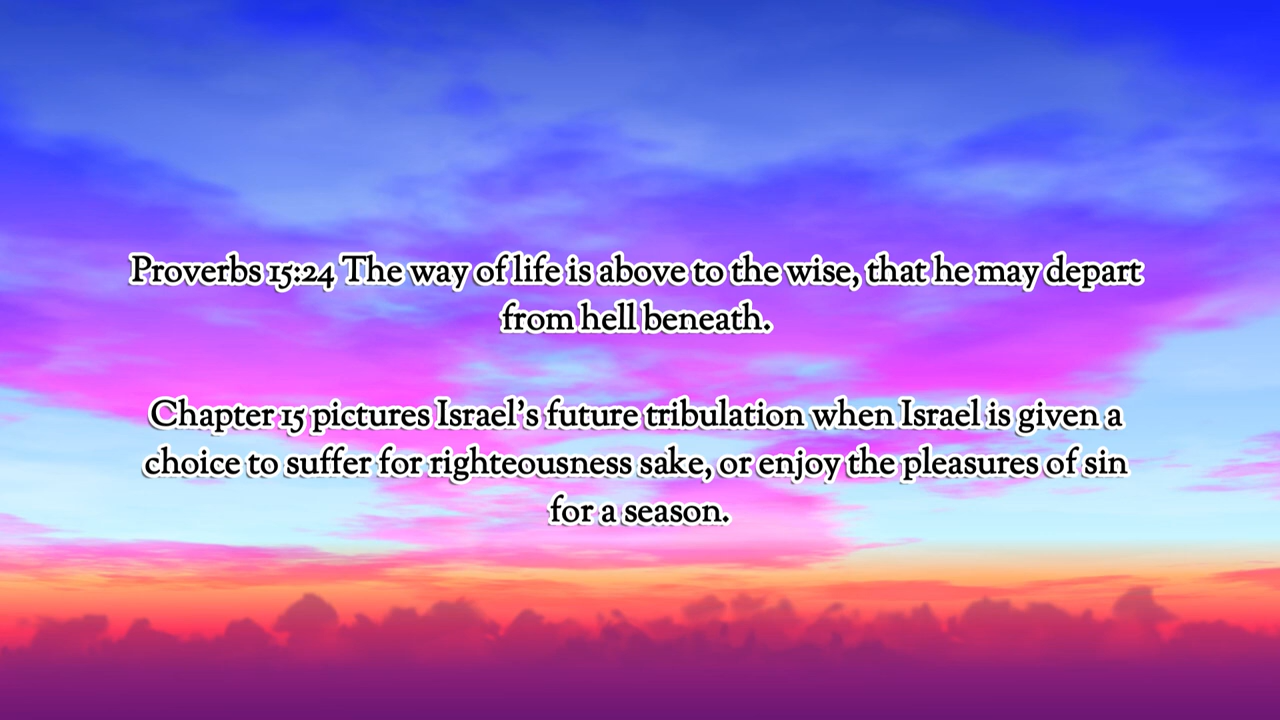 Proverbs 15:24 The way of life is above to the wise, that he may depart
from hell beneath.
Chapter 15 pictures Israel's future tribulation when Israel is given a
choice to suffer for righteousness sake, or enjoy the pleasures of sin
for a season.